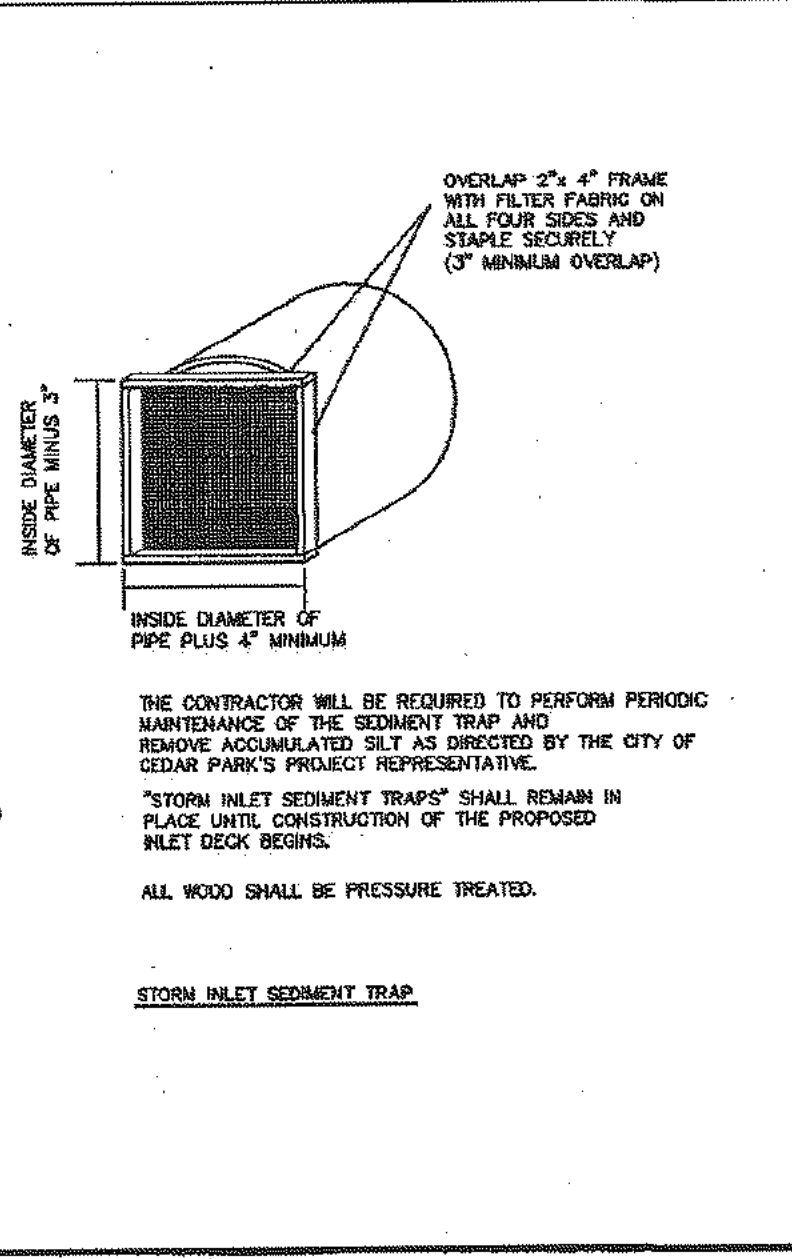 OVERLAP 2"x 4" FRAME
WITH FILTER FABRIC ON
ALL FOUR SIDES AND
STAPLE SECURELY
(3" MINIMUM OVERLAP)
INSIDE DIAMETER
OF PIPE MINUS 3"
INSIDE DIAMETER OF
PIPE PLUS 4" MINIMUM
THE CONTRACTOR WILL BE REQUIRED TO PERFORM PERIODIC
MAINTENANCE OF THE SEDIMENT TRAP AND
REMOVE ACCUMULATED SILT AS DIRECTED BY THE CITY OF
CEDAR PARK'S PROJECT REPRESENTATIVE.
"STORM INLET SEDIMENT TRAPS" SHALL REMAIN IN
PLACE UNTIL CONSTRUCTION OF THE PROPOSED
INLET DECK BEGINS.
ALL WOOD SHALL BE PRESSURE TREATED.
STORM INLET SEDIMENT TRAP